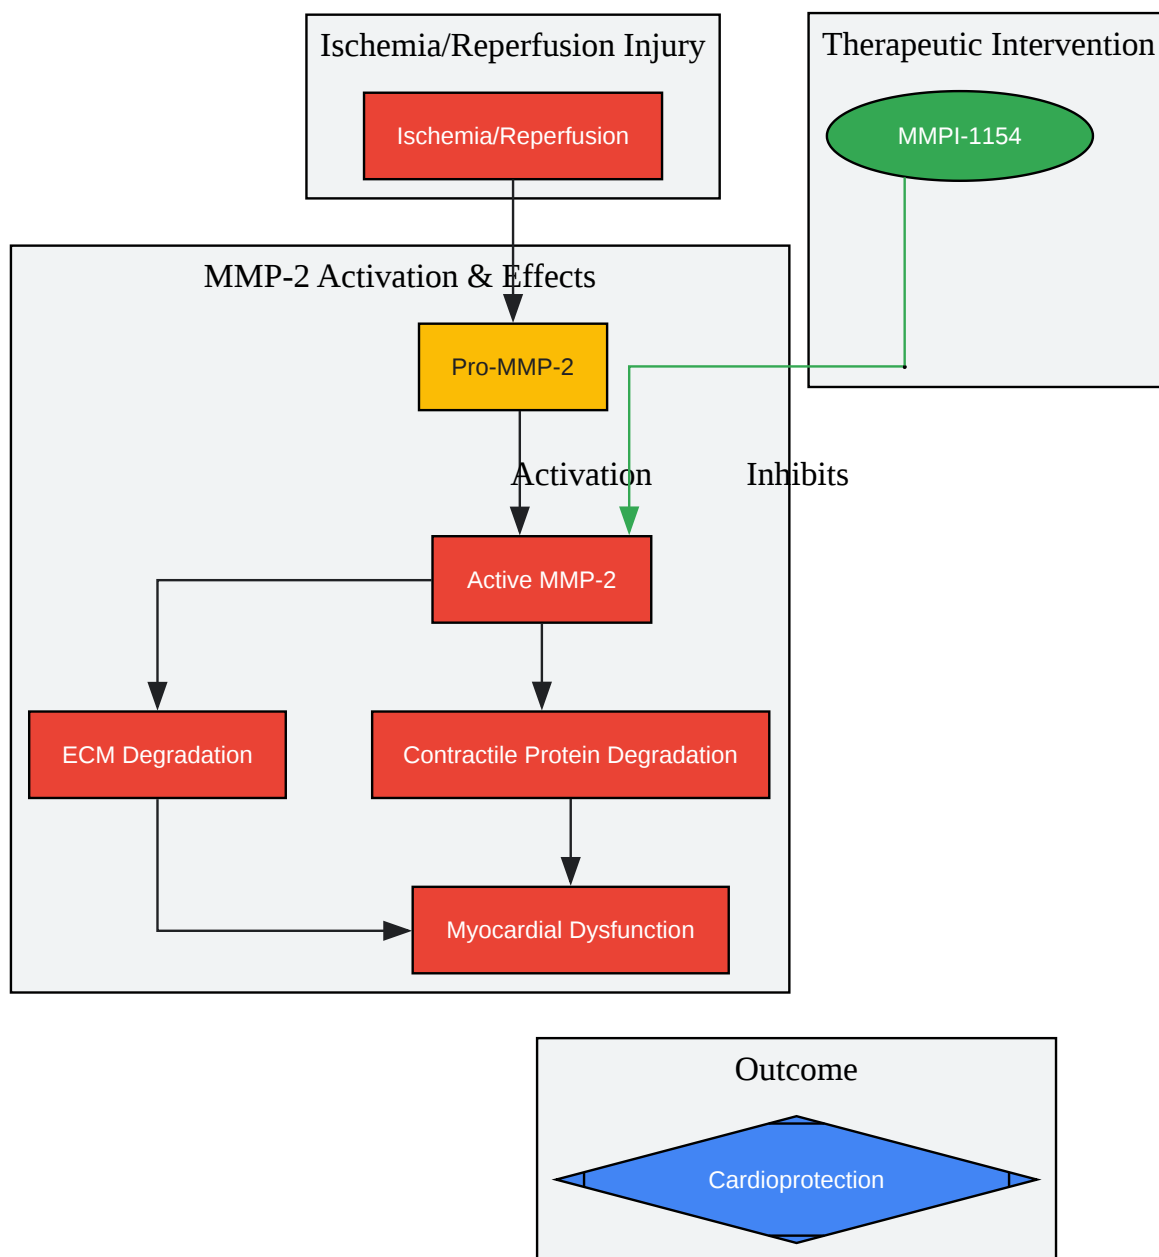 Ischemia/Reperfusion Injury
Ischemia/Reperfusion
Therapeutic Intervention
MMPI-1154
MMP-2 Activation & Effects
Pro-MMP-2
Activation
Inhibits
Active MMP-2
ECM Degradation
Contractile Protein Degradation
Myocardial Dysfunction
Outcome
Cardioprotection